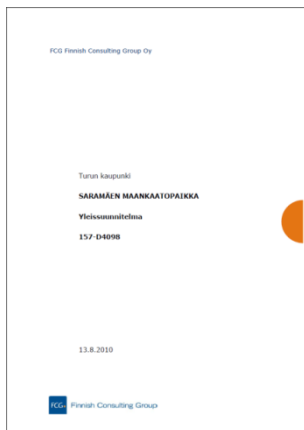 FCG Finnish Consulting Group Oy
Turun kaupunki
SARAMÄEN MAANKAATOPAIKKA
Yleissuunnitelma
157-D4098
13.8.2010
FCG Finnish Consulting Group